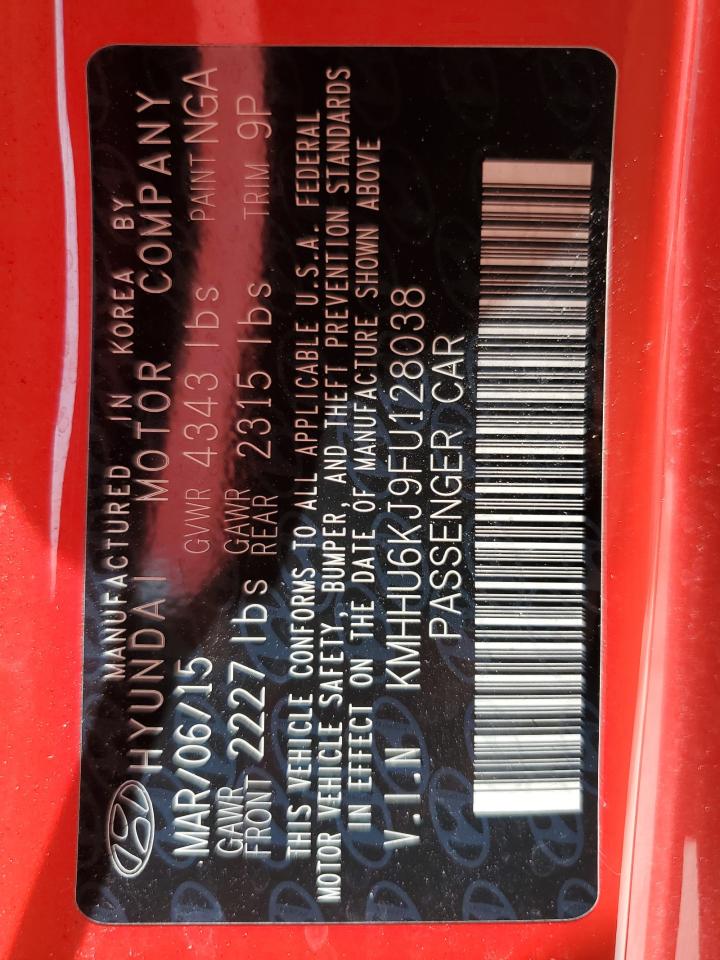 MANUFACTURED IN KOREA BY
HYUNDAI MOTOR COMPANY
MAR/06/15 GVWR 4343 lbs PAINT NGA
GAWR FRONT 2227 lbs GAWR REAR 2315 lbs TRIM 9P
THIS VEHICLE CONFORMS TO ALL APPLICABLE U.S.A. FEDERAL
MOTOR VEHICLE SAFETY, BUMPER, AND THEFT PREVENTION STANDARDS
IN EFFECT ON THE DATE OF MANUFACTURE SHOWN ABOVE
V.I.N KMHHU6KJ9FU128038
PASSENGER CAR